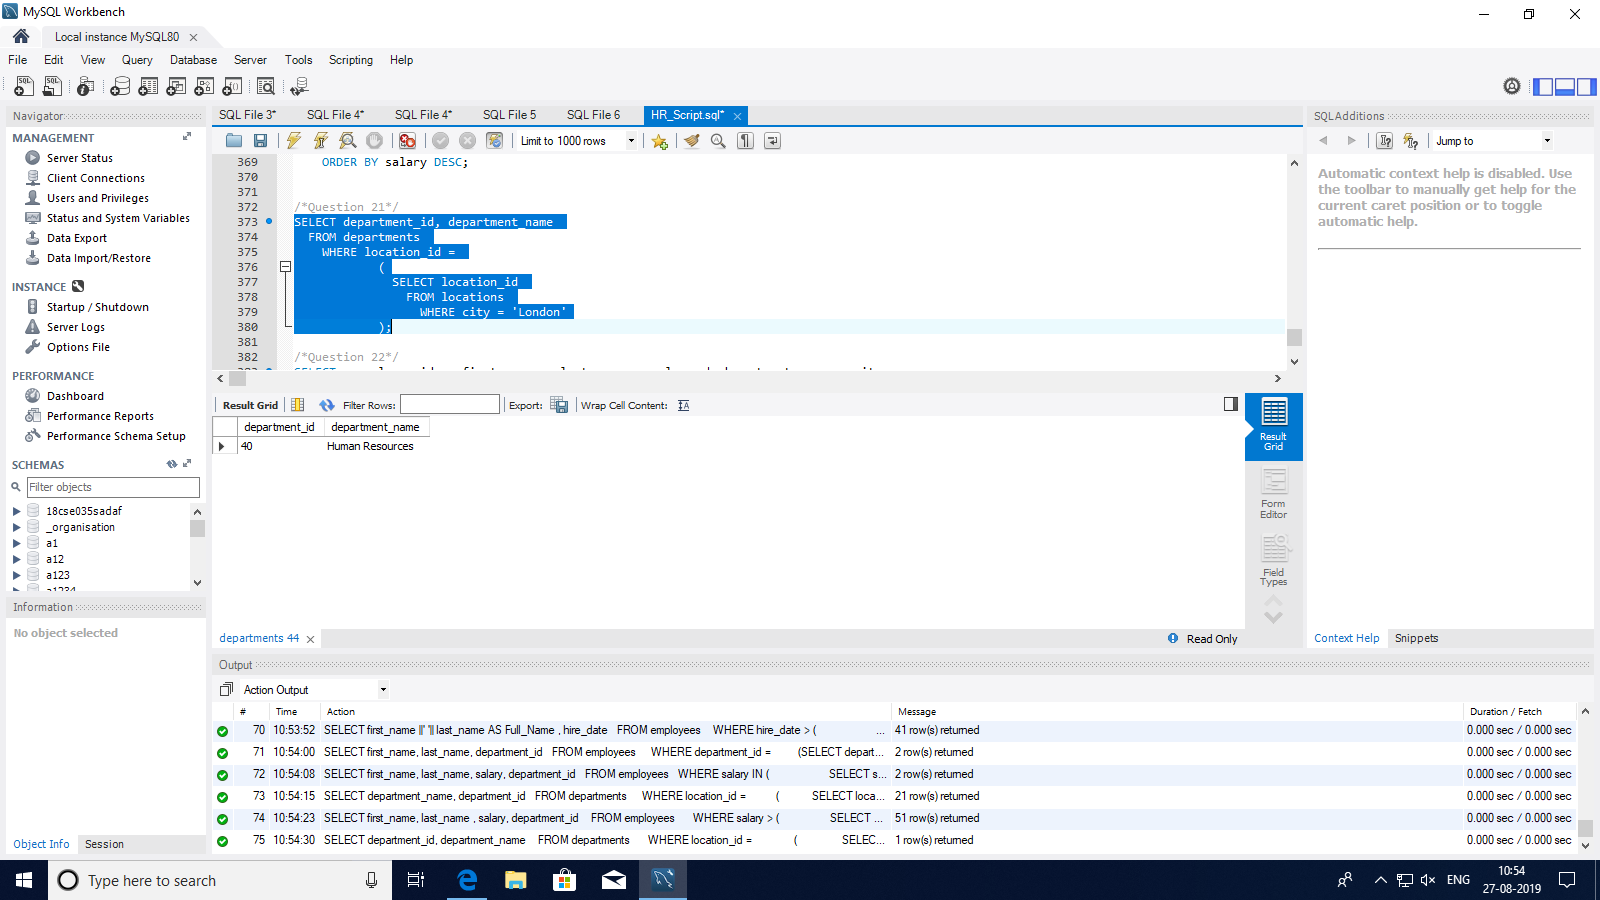 MySQL Workbench
Local instance MySQL80
File Edit View Query Database Server Tools Scripting Help
Navigator
MANAGEMENT
Server Status
Client Connections
Users and Privileges
Status and System Variables
Data Export
Data Import/Restore
INSTANCE
Startup / Shutdown
Server Logs
Options File
PERFORMANCE
Dashboard
Performance Reports
Performance Schema Setup
SCHEMAS
Filter objects
18cse035sadaf
_organisation
a1
a12
a123
a1234
Information
No object selected
Object Info Session
SQL File 3* SQL File 4* SQL File 4* SQL File 5 SQL File 6 HR_Script.sql*
Limit to 1000 rows
369 ORDER BY salary DESC;
370
371
372 /*Question 21*/
373 SELECT department_id, department_name
374 FROM departments
375 WHERE location_id =
376 (
377 SELECT location_id
378 FROM locations
379 WHERE city = 'London'
380 );
381
382 /*Question 22*/
Result Grid Filter Rows: Export: Wrap Cell Content:
department_id department_name
40 Human Resources
Result Grid
Form Editor
Field Types
departments 44
Read Only
SQLAdditions
Jump to
Automatic context help is disabled. Use
the toolbar to manually get help for the
current caret position or to toggle
automatic help.
Context Help Snippets
Output
Action Output
# Time Action Message Duration / Fetch
70 10:53:52 SELECT first_name last_name AS Full_Name , hire_date FROM employees WHERE hire_date > ( ... 41 row(s) returned 0.000 sec / 0.000 sec
71 10:54:00 SELECT first_name, last_name, department_id FROM employees WHERE department_id = (SELECT depart... 2 row(s) returned 0.000 sec / 0.000 sec
72 10:54:08 SELECT first_name, last_name, salary, department_id FROM employees WHERE salary IN ( SELECT s... 2 row(s) returned 0.000 sec / 0.000 sec
73 10:54:15 SELECT department_name, department_id FROM departments WHERE location_id = ( SELECT loca... 21 row(s) returned 0.000 sec / 0.000 sec
74 10:54:23 SELECT first_name, last_name , salary, department_id FROM employees WHERE salary > ( SELECT ... 51 row(s) returned 0.000 sec / 0.000 sec
75 10:54:30 SELECT department_id, department_name FROM departments WHERE location_id = ( SELEC... 1 row(s) returned 0.000 sec / 0.000 sec
Type here to search
ENG
10:54
27-08-2019